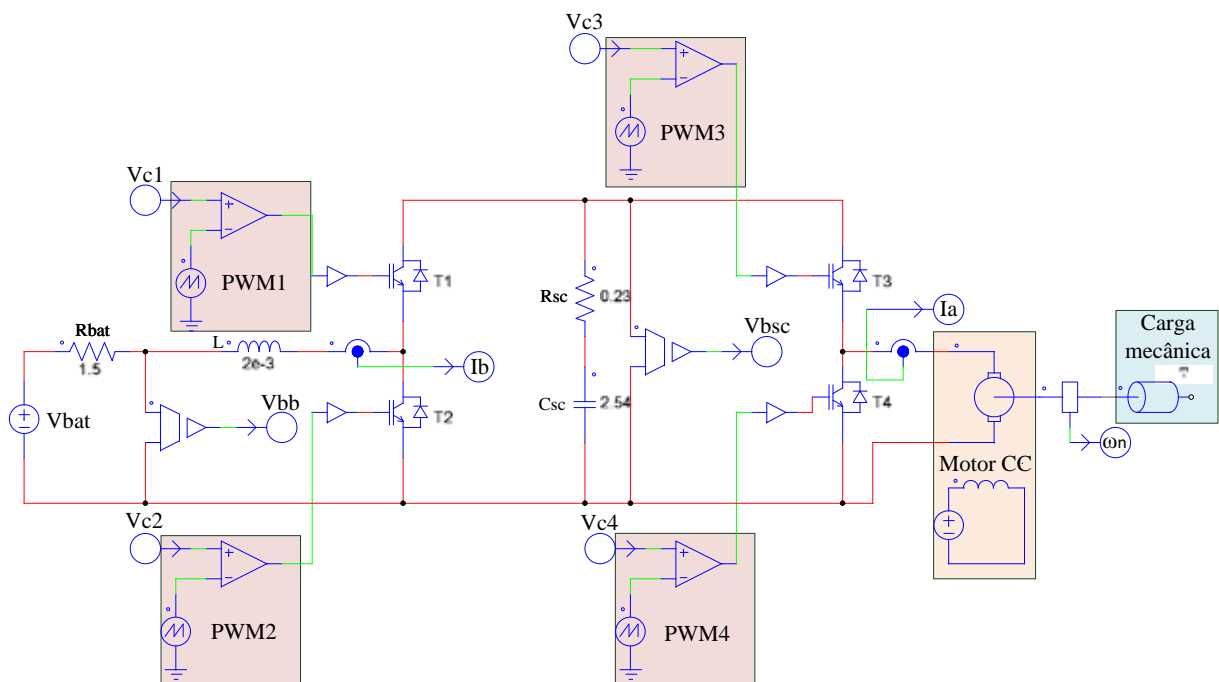 Vc3
PWM3
Vc1
PWM1
T1
T3
Rsc
0.23
Ia
Carga
mecânica
Rbat
1.5
L
2e-3
Ib
Vbsc
Vbat
Vbb
T2
Csc
2.54
T4
ωn
Motor CC
Vc2
PWM2
Vc4
PWM4